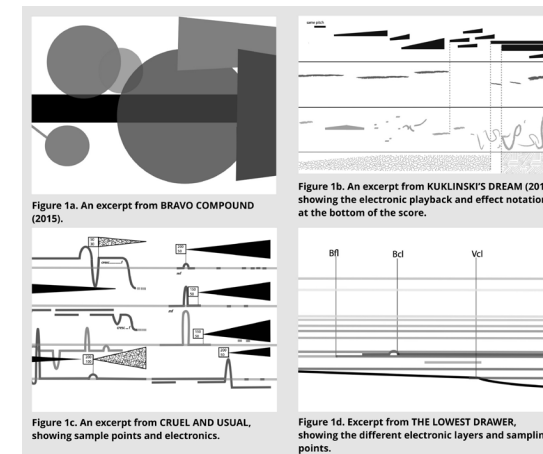 Figure 1a. An excerpt from BRAVO COMPOUND
(2015).
same pitch
Figure 1b. An excerpt from KUKLINSKI'S DREAM (201
showing the electronic playback and effect notation
at the bottom of the score.
Figure 1c. An excerpt from CRUEL AND USUAL,
showing sample points and electronics.
Bfl Bcl Vcl
Figure 1d. Excerpt from THE LOWEST DRAWER,
showing the different electronic layers and sampling
points.